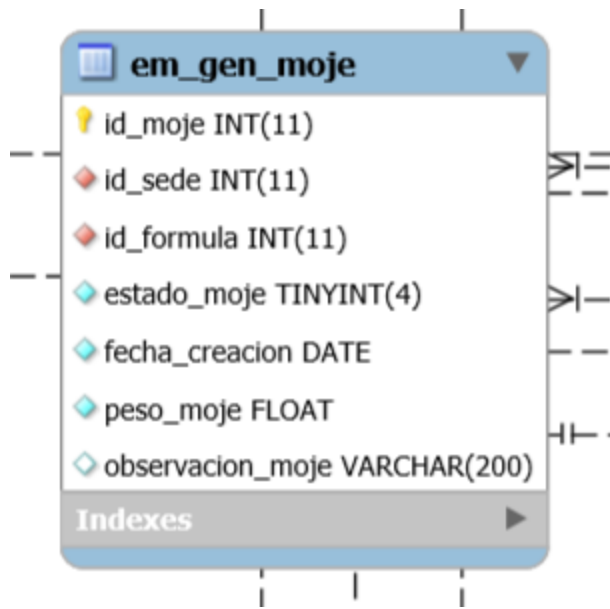 em_gen_moje
id_moje INT(11)
id_sede INT(11)
id_formula INT(11)
estado_moje TINYINT(4)
fecha_creacion DATE
peso_moje FLOAT
observacion_moje VARCHAR(200)
Indexes